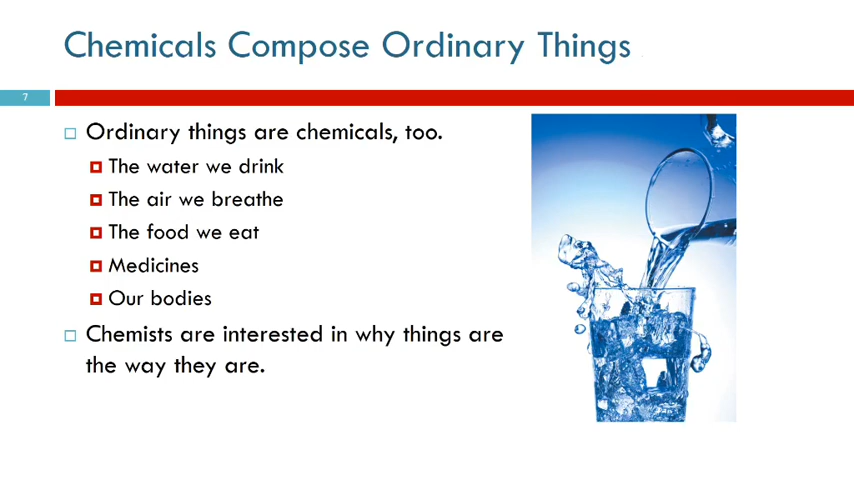 Chemicals Compose Ordinary Things
7
Ordinary things are chemicals, too.
The water we drink
The air we breathe
The food we eat
Medicines
Our bodies
Chemists are interested in why things are
the way they are.